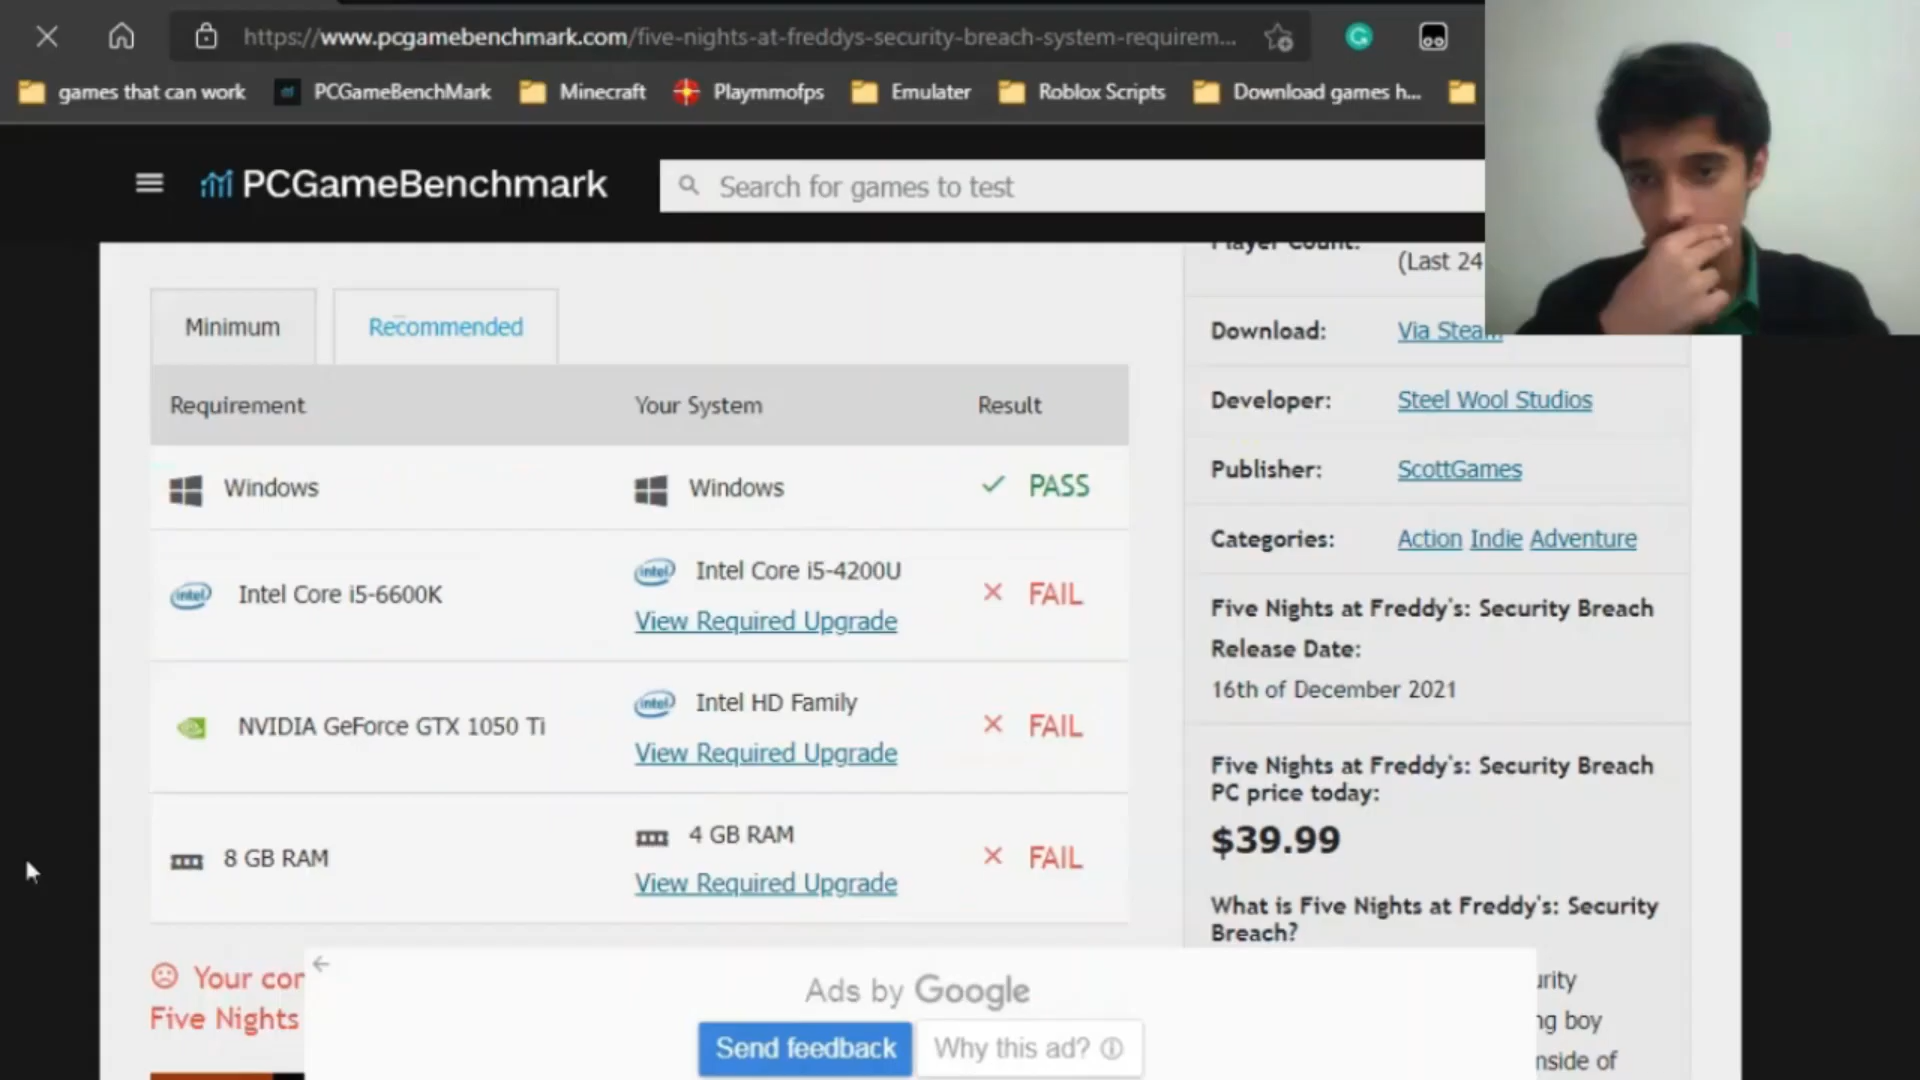 https://www.pcgamebenchmark.com/five-nights-at-freddys-security-breach-system-requirem...
games that can work PCGameBenchMark Minecraft Playmmofps Emulater Roblox Scripts Download games h...
PCGameBenchmark
Search for games to test
Minimum Recommended
Requirement Your System Result
Windows Windows PASS
Intel Core i5-6600K Intel Core i5-4200U FAIL
View Required Upgrade
NVIDIA GeForce GTX 1050 Ti Intel HD Family FAIL
View Required Upgrade
8 GB RAM 4 GB RAM FAIL
View Required Upgrade
Your
Five Nights
Player Count:
(Last 24
Download: Via Steam
Developer: Steel Wool Studios
Publisher: ScottGames
Categories: Action Indie Adventure
Five Nights at Freddy's: Security Breach
Release Date:
16th of December 2021
Five Nights at Freddy's: Security Breach
PC price today:
$39.99
What is Five Nights at Freddy's: Security
Breach?
boy
of
Ads by Google
Send feedback Why this ad?